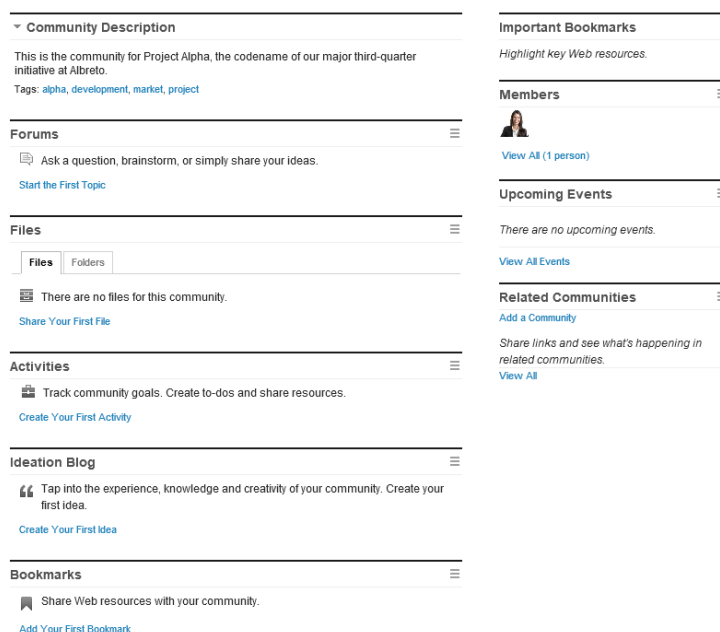 Community Description
This is the community for Project Alpha, the codename of our major third-quarter
initiative at Albreto.
Tags: alpha, development, market, project
Forums
Ask a question, brainstorm, or simply share your ideas.
Start the First Topic
Files
Files Folders
There are no files for this community.
Share Your First File
Activities
Track community goals. Create to-dos and share resources.
Create Your First Activity
Ideation Blog
Tap into the experience, knowledge and creativity of your community. Create your
first idea.
Create Your First Idea
Bookmarks
Share Web resources with your community.
Add Your First Bookmark
Important Bookmarks
Highlight key Web resources.
Members
View All (1 person)
Upcoming Events
There are no upcoming events.
View All Events
Related Communities
Add a Community
Share links and see what's happening in
related communities.
View All